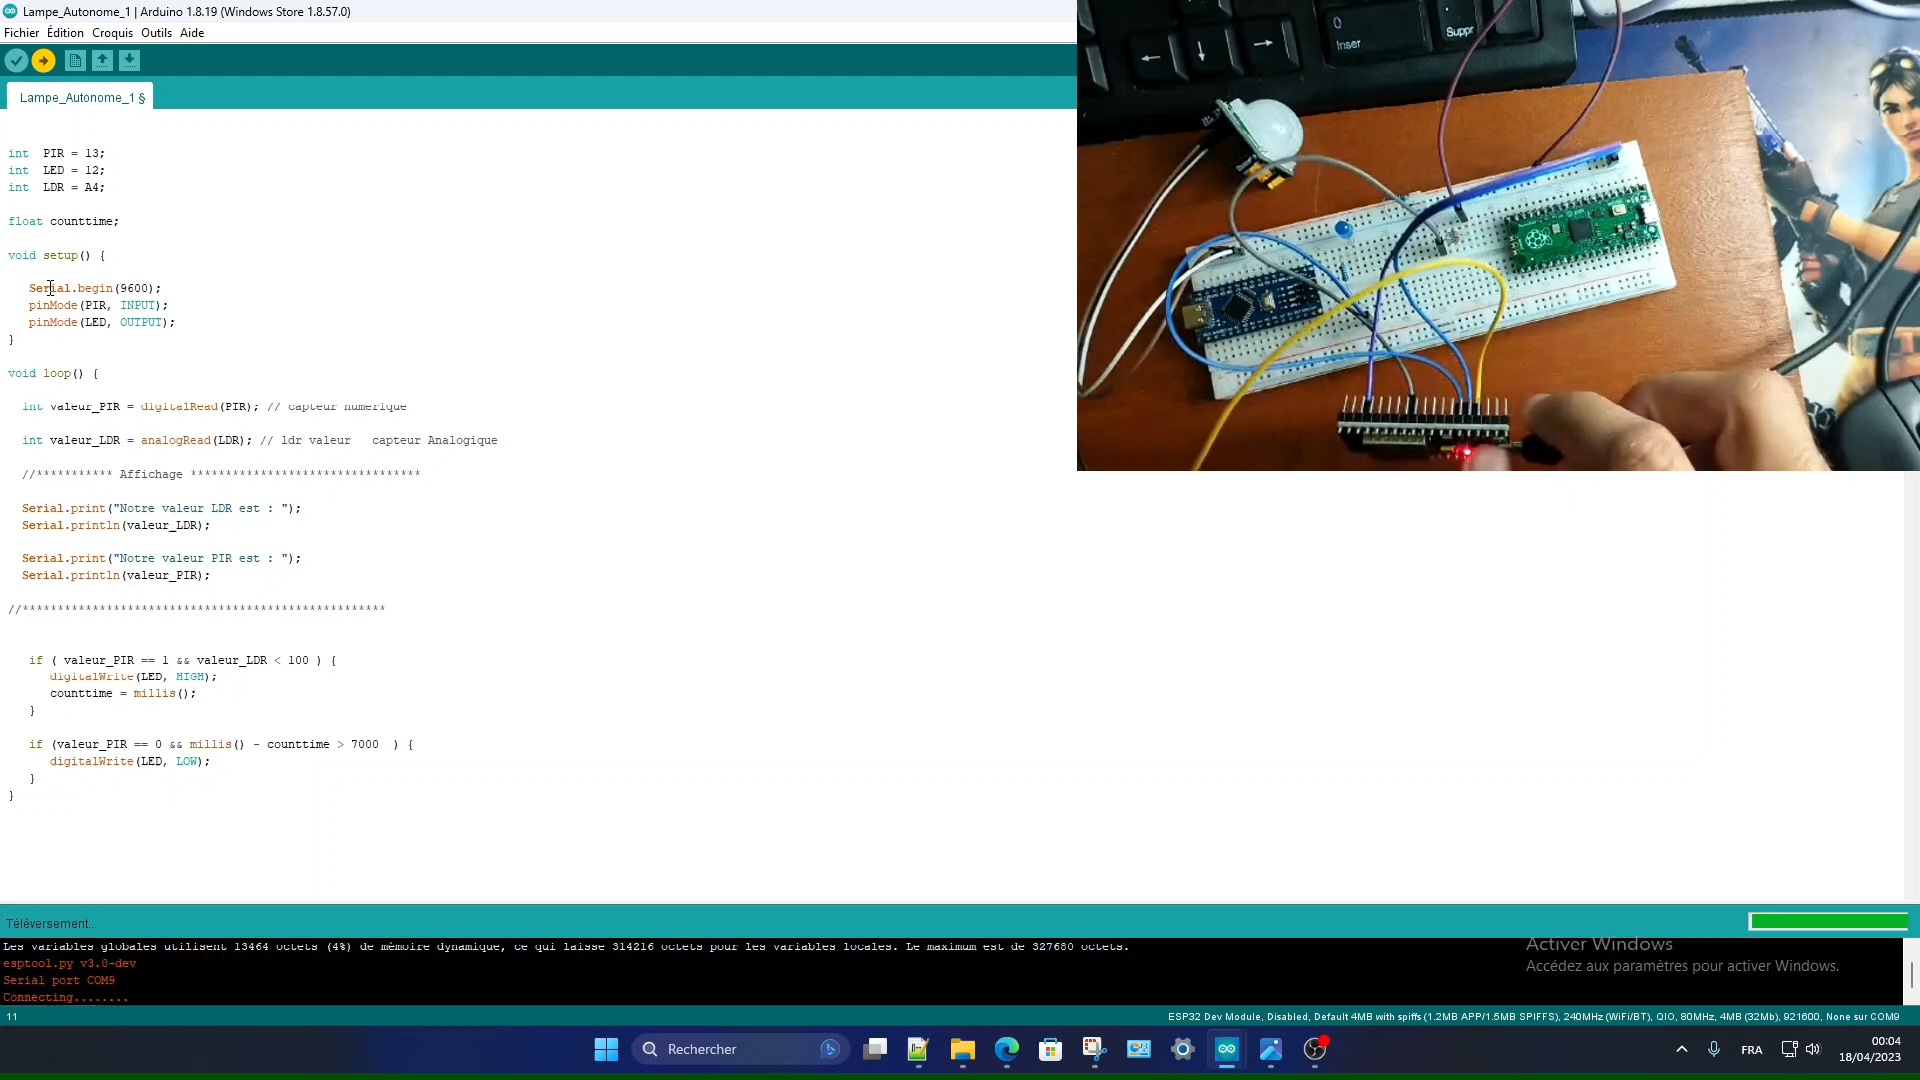 Lampe_Autonome_1 | Arduino 1.8.19 (Windows Store 1.8.57.0)
Fichier Édition Croquis Outils Aide
Lampe_Autonome_1 §
int  PIR = 13;
int  LED = 12;
int  LDR = A4;
float counttime;
void setup() {
Serial.begin(9600);
pinMode(PIR, INPUT);
pinMode(LED, OUTPUT);
}
void loop() {
int valeur_PIR = digitalRead(PIR); // capteur numerique
int valeur_LDR = analogRead(LDR); // ldr valeur   capteur Analogique
//*********** Affichage *********************************
Serial.print("Notre valeur LDR est : ");
Serial.println(valeur_LDR);
Serial.print("Notre valeur PIR est : ");
Serial.println(valeur_PIR);
//****************************************************
if ( valeur_PIR == 1 && valeur_LDR < 100 ) {
digitalWrite(LED, HIGH);
counttime = millis();
}
if (valeur_PIR == 0 && millis() - counttime > 7000  ) {
digitalWrite(LED, LOW);
}
}
0
Inser
Suppr
Téléversement...
Les variables globales utilisent 13464 octets (4%) de mémoire dynamique, ce qui laisse 314216 octets pour les variables locales. Le maximum est de 327680 octets.
esptool.py v3.0-dev
Serial port COM9
Connecting........
Activer Windows
Accédez aux paramètres pour activer Windows.
11
ESP32 Dev Module, Disabled, Default 4MB with spiffs (1.2MB APP/1.5MB SPIFFS), 240MHz (WiFi/BT), QIO, 80MHz, 4MB (32Mb), 921600, None sur COM9
Rechercher
FRA
00:04
18/04/2023